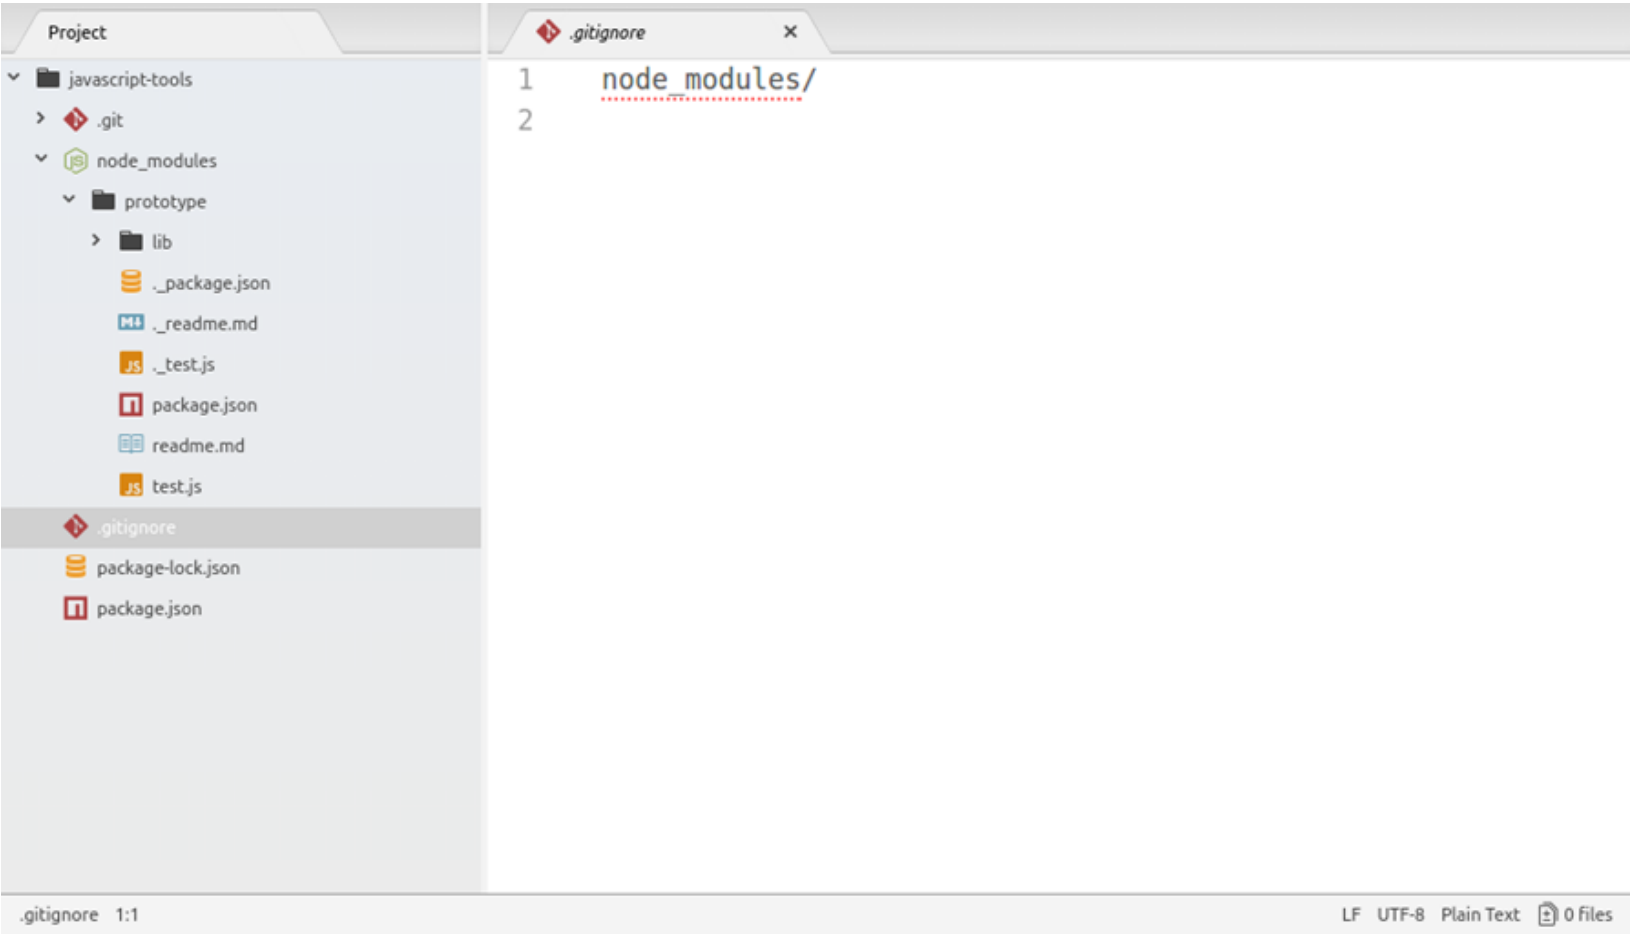 Project
javascript-tools
.git
node_modules
prototype
lib
._package.json
._readme.md
._test.js
package.json
readme.md
test.js
.gitignore
package-lock.json
package.json
.gitignore
1 node_modules/
2
.gitignore 1:1
LF UTF-8 Plain Text 0 files